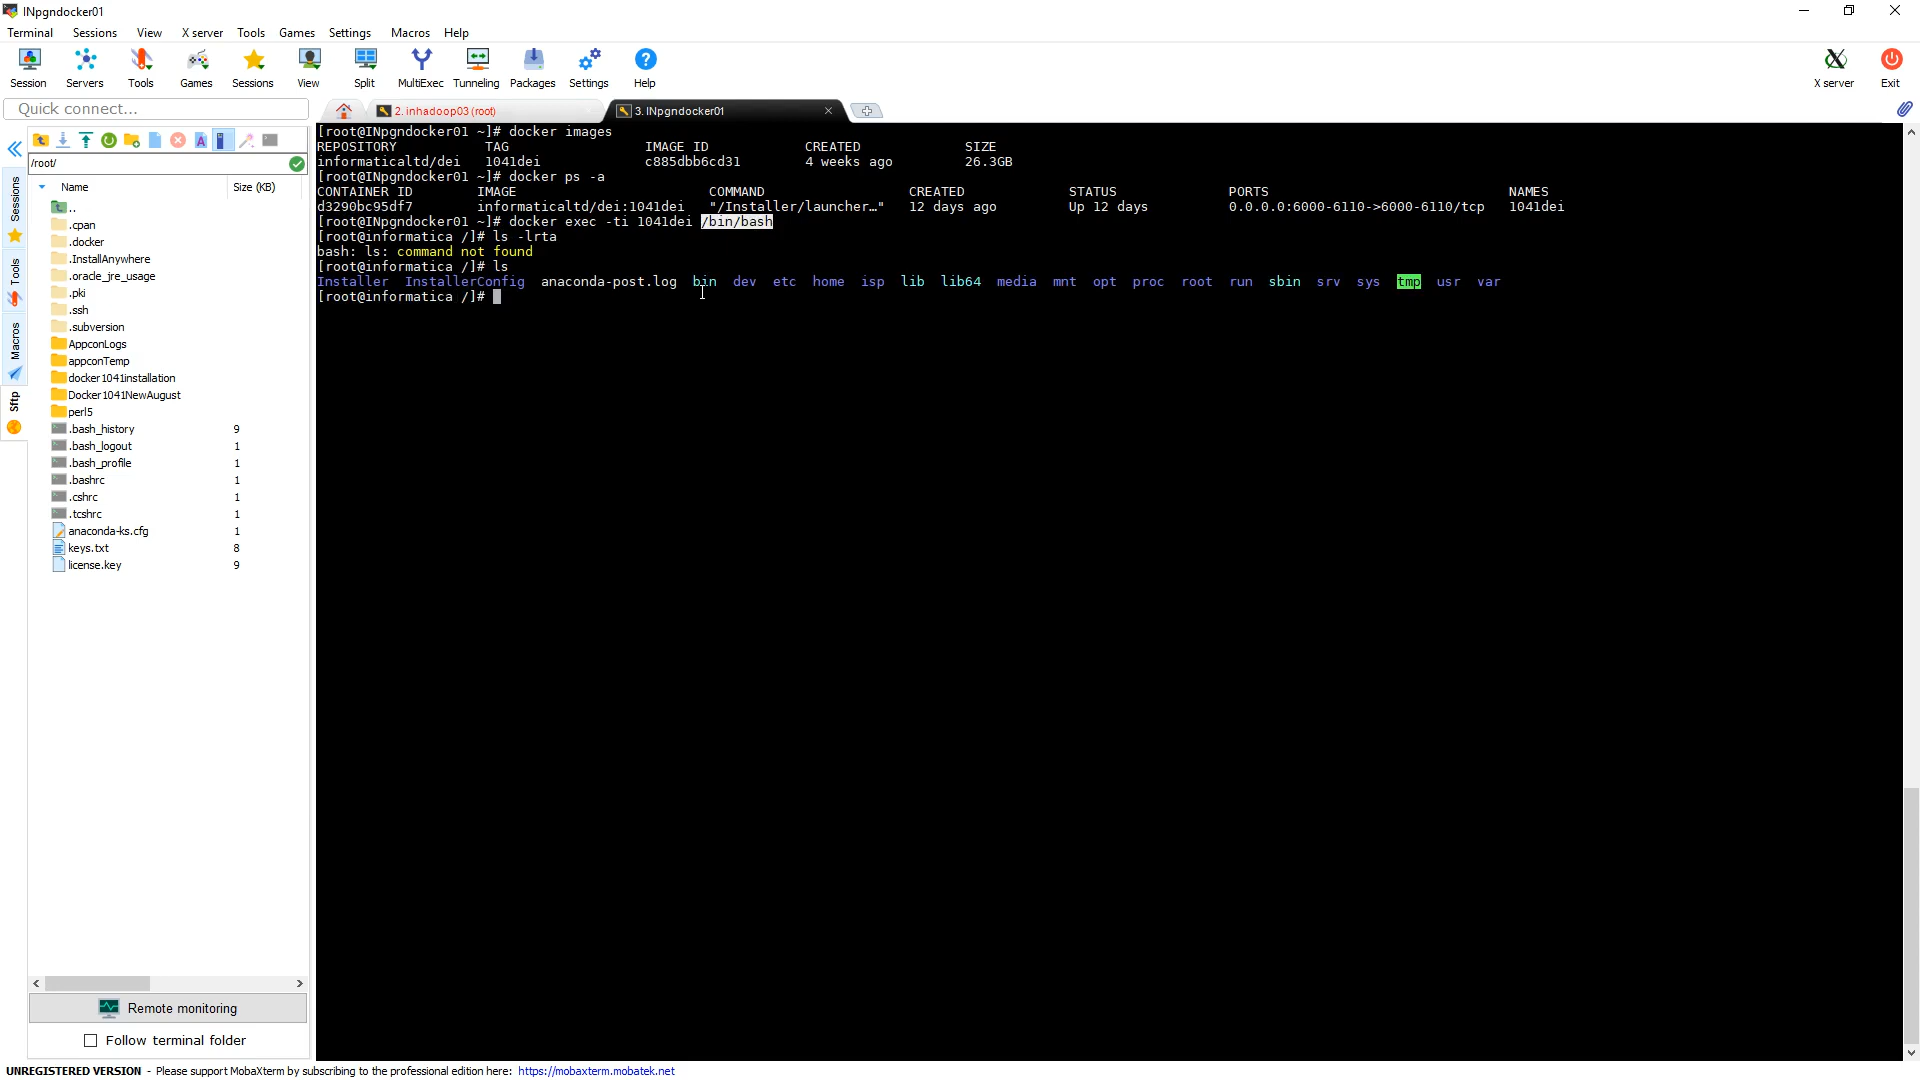 INpgndocker01
Terminal Sessions View X server Tools Games Settings Macros Help
Session Servers Tools Games Sessions View Split MultiExec Tunneling Packages Settings Help X server Exit
Quick connect...
2. inhadoop03 (root)
3. INpgndocker01
/root/
Name Size (KB)
..
.cpan
.docker
.InstallAnywhere
.oracle_jre_usage
.pki
.ssh
.subversion
AppconLogs
appconTemp
docker1041installation
Docker1041NewAugust
perl5
.bash_history 9
.bash_logout 1
.bash_profile 1
.bashrc 1
.cshrc 1
.tcshrc 1
anaconda-ks.cfg 1
keys.txt 8
license.key 9
Sessions
Tools
Macros
Sftp
Remote monitoring
Follow terminal folder
[root@INpgndocker01 ~]# docker images
REPOSITORY TAG IMAGE ID CREATED SIZE
informaticaltd/dei 1041dei c885dbb6cd31 4 weeks ago 26.3GB
[root@INpgndocker01 ~]# docker ps -a
CONTAINER ID IMAGE COMMAND CREATED STATUS PORTS NAMES
d3290bc95df7 informaticaltd/dei:1041dei "/Installer/launcher…" 12 days ago Up 12 days 0.0.0.0:6000-6110->6000-6110/tcp 1041dei
[root@INpgndocker01 ~]# docker exec -ti 1041dei /bin/bash
[root@informatica /]# ls -lrta
bash: ls: command not found
[root@informatica /]# ls
Installer InstallerConfig anaconda-post.log bin dev etc home isp lib lib64 media mnt opt proc root run sbin srv sys tmp usr var
[root@informatica /]#
UNREGISTERED VERSION - Please support MobaXterm by subscribing to the professional edition here: https://mobaxterm.mobatek.net